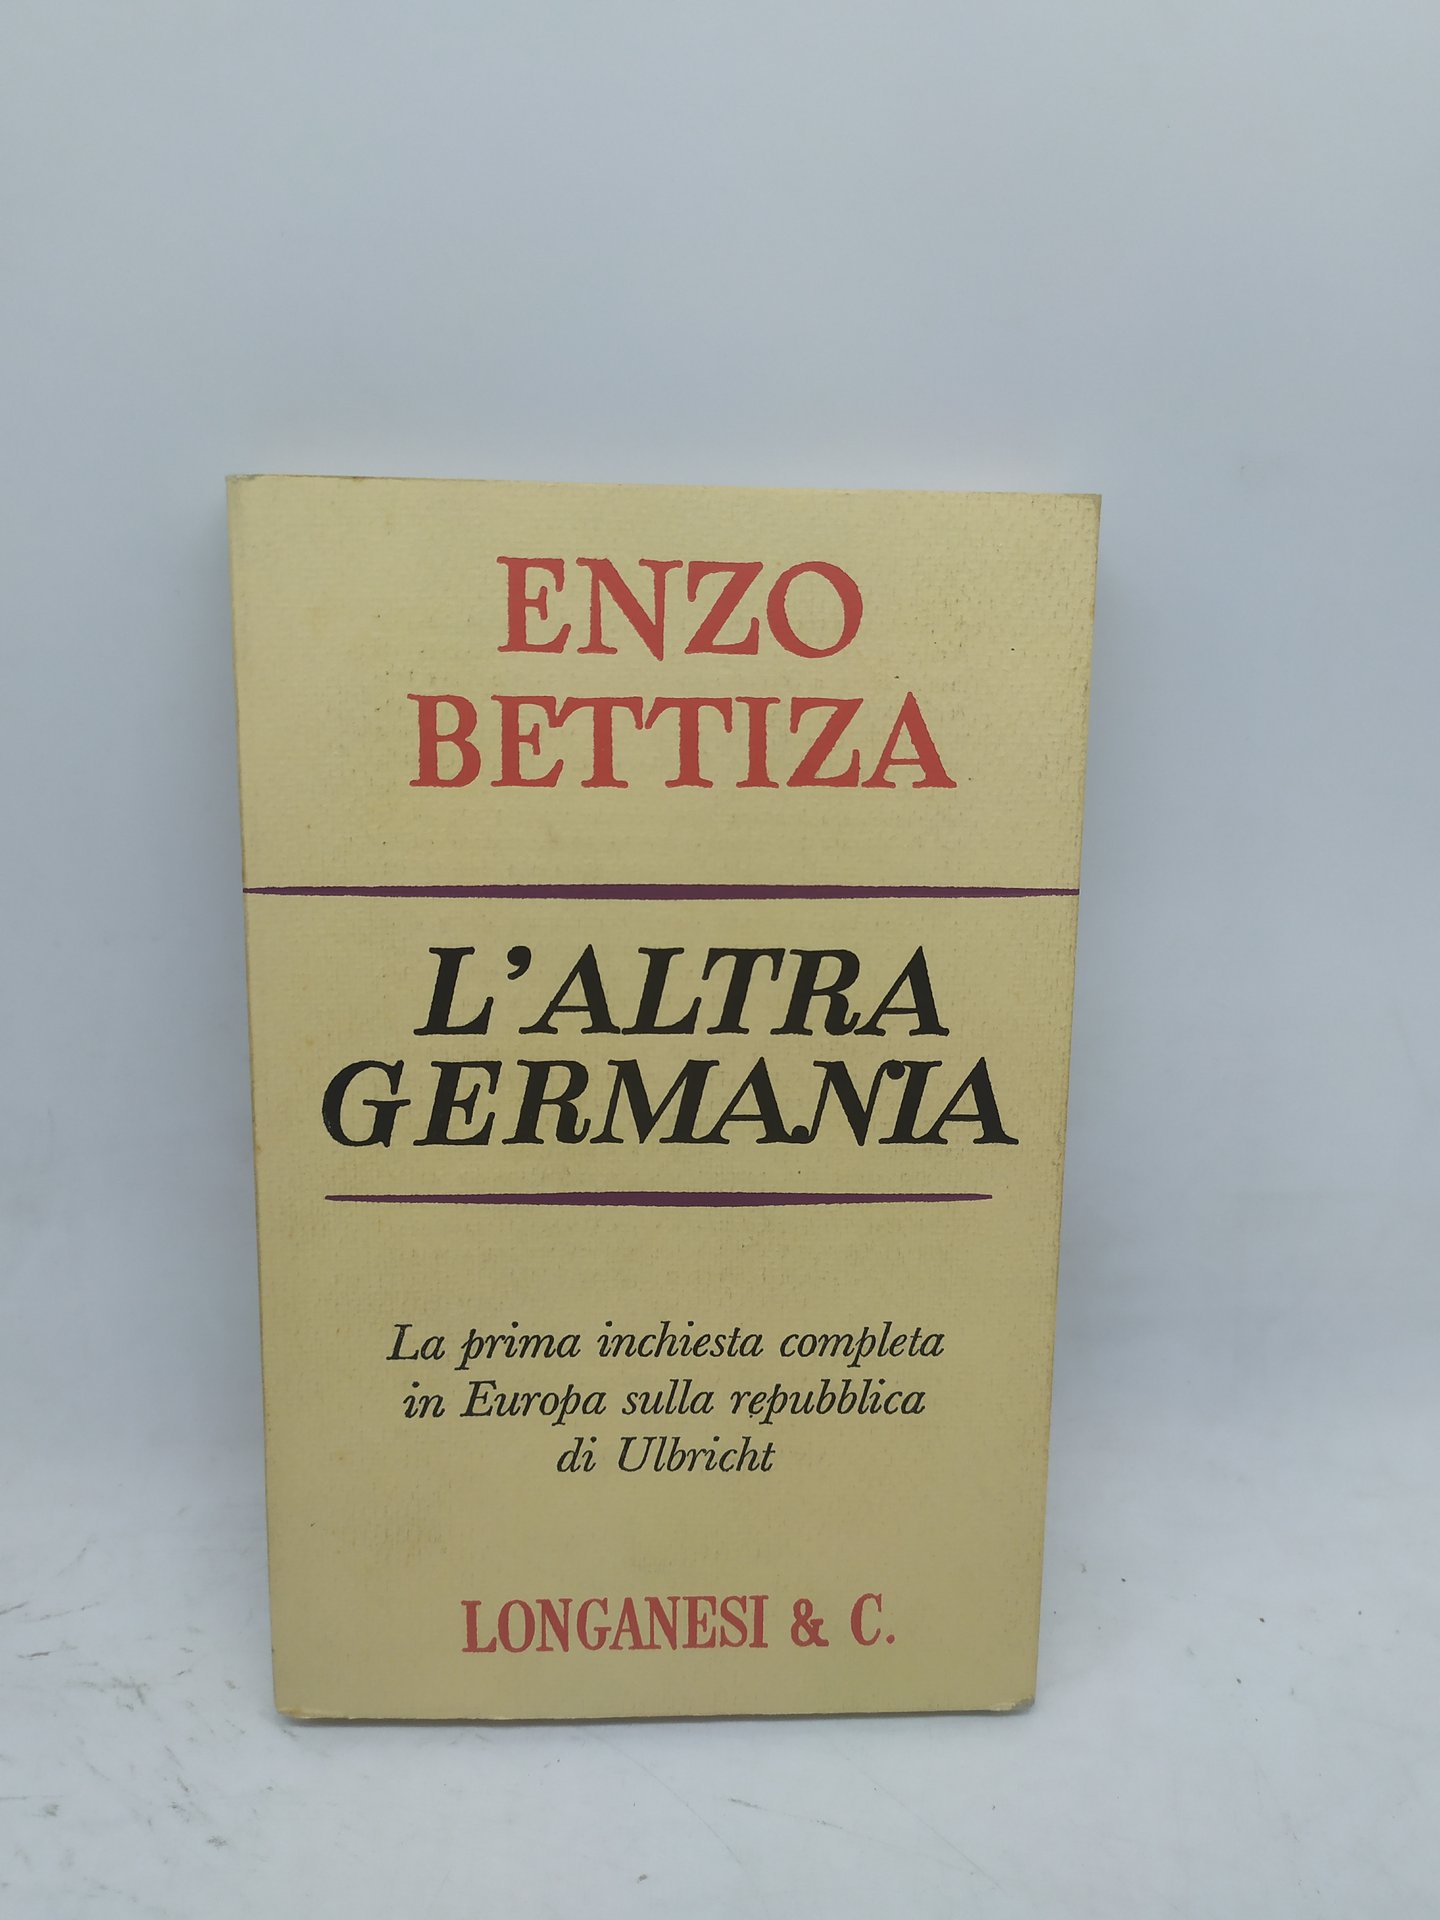 ENZO
BETTIZA
L'ALTRA
GERMANIA
La prima inchiesta completa
in Europa sulla repubblica
di Ulbricht
LONGANESI & C.